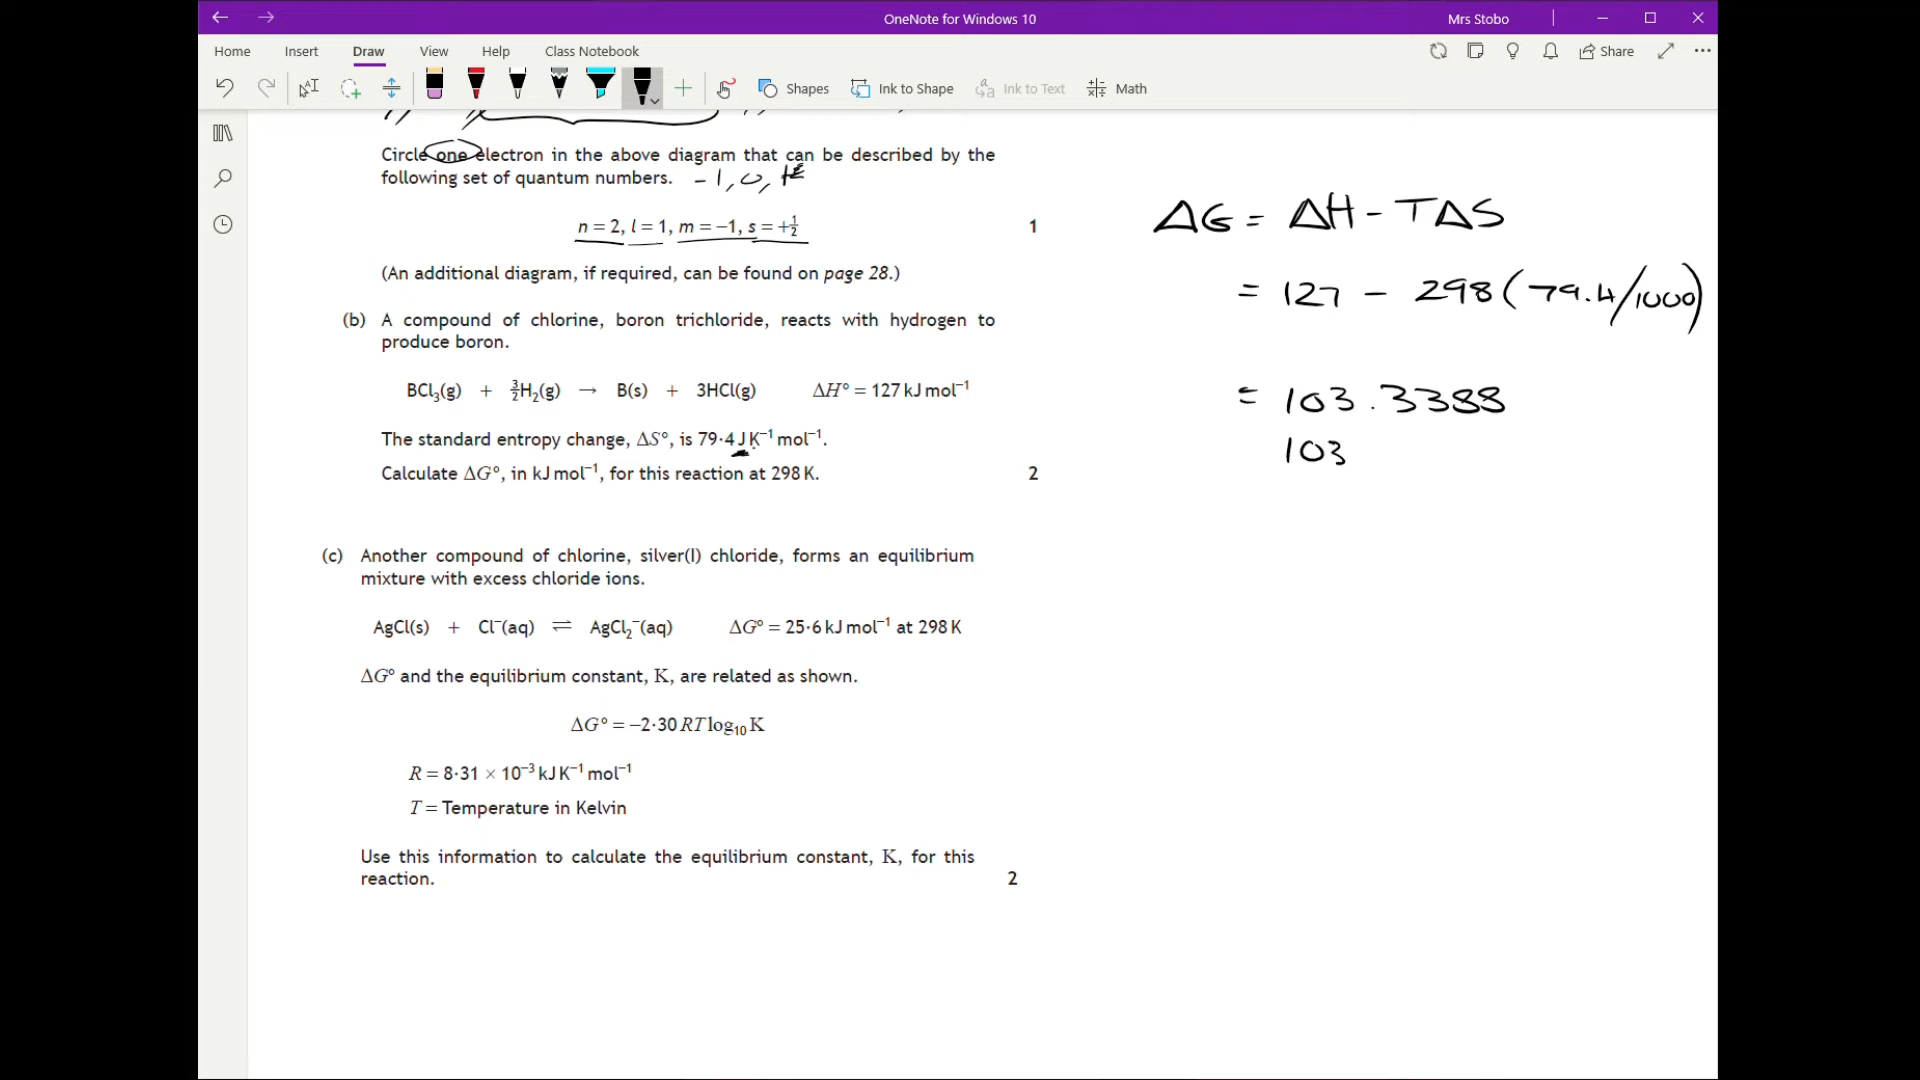 OneNote for Windows 10
Mrs Stobo
Home Insert Draw View Help Class Notebook
Share
Shapes Ink to Shape Ink to Text Math
Circle one electron in the above diagram that can be described by the
following set of quantum numbers. -1, 0, +
n = 2, l = 1, m = −1, s = +½ 1
(An additional diagram, if required, can be found on page 28.)
(b) A compound of chlorine, boron trichloride, reacts with hydrogen to
produce boron.
BCl₃(g) + 3/2H₂(g) → B(s) + 3HCl(g) ΔH° = 127 kJ mol⁻¹
The standard entropy change, ΔS°, is 79·4 J K⁻¹ mol⁻¹.
Calculate ΔG°, in kJ mol⁻¹, for this reaction at 298 K. 2
(c) Another compound of chlorine, silver(I) chloride, forms an equilibrium
mixture with excess chloride ions.
AgCl(s) + Cl⁻(aq) ⇌ AgCl₂⁻(aq) ΔG° = 25·6 kJ mol⁻¹ at 298 K
ΔG° and the equilibrium constant, K, are related as shown.
ΔG° = −2·30 RT log₁₀ K
R = 8·31 × 10⁻³ kJ K⁻¹ mol⁻¹
T = Temperature in Kelvin
Use this information to calculate the equilibrium constant, K, for this
reaction. 2
ΔG = ΔH - TΔS
= 127 - 298 (79.4/1000)
= 103.3388
103